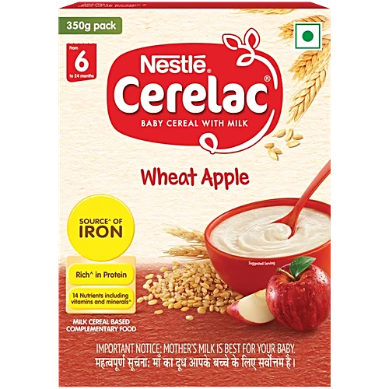 350g pack
From
6
to 24 months
Nestlé®
Cerelac®
BABY CEREAL WITH MILK
Wheat Apple
SOURCE^ OF
IRON
Rich^ in Protein
14 Nutrients including
vitamins and minerals^
MILK CEREAL BASED
COMPLEMENTARY FOOD
Suggested Serving
IMPORTANT NOTICE: MOTHER'S MILK IS BEST FOR YOUR BABY.
महत्वपूर्ण सूचना: माँ का दूध आपके बच्चे के लिए सर्वोत्तम है।